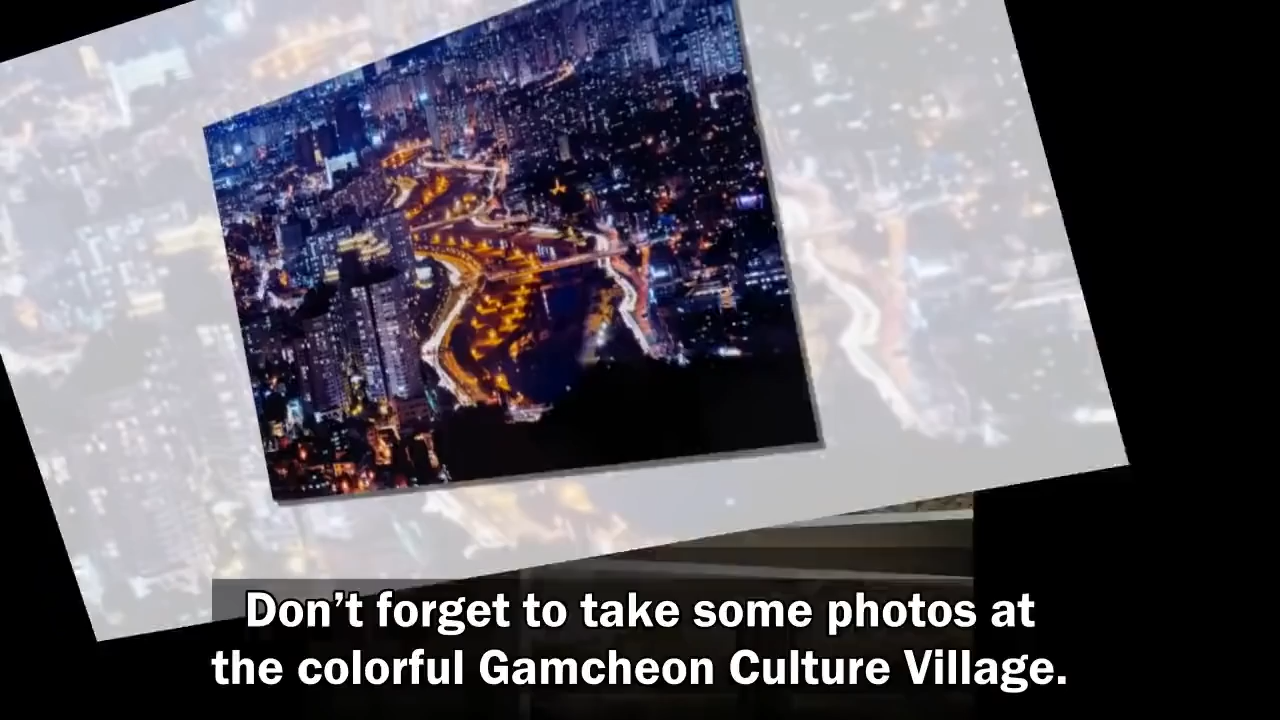 Don’t forget to take some photos at
the colorful Gamcheon Culture Village.